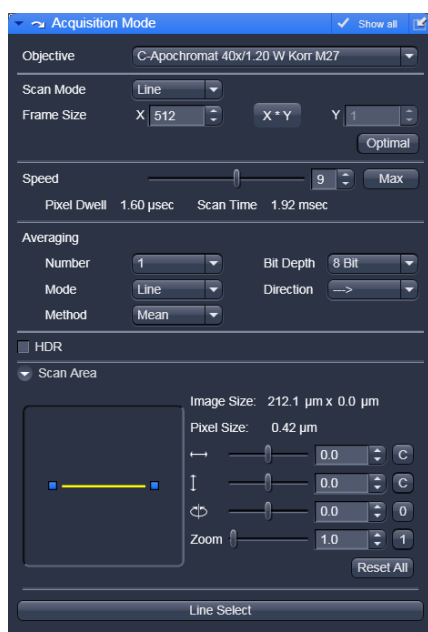 Acquisition Mode ✓ Show all
Objective C-Apochromat 40x/1.20 W Korr M27
Scan Mode Line
Frame Size X 512 X * Y Y 1
Optimal
Speed 9 Max
Pixel Dwell 1.60 µsec Scan Time 1.92 msec
Averaging
Number 1 Bit Depth 8 Bit
Mode Line Direction --->
Method Mean
HDR
Scan Area
Image Size: 212.1 µm x 0.0 µm
Pixel Size: 0.42 µm
0.0 C
0.0 C
0.0 0
Zoom 1.0 1
Reset All
Line Select